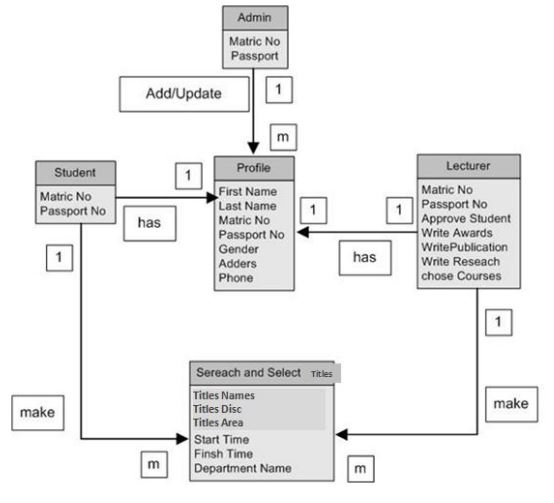 Admin
Matric No
Passport
Add/Update
1
m
Student
Matric No
Passport No
1
has
Profile
First Name
Last Name
Matric No
Passport No
Gender
Adders
Phone
1
1
has
Lecturer
Matric No
Passport No
Approve Student
Write Awards
WritePublication
Write Reseach
chose Courses
1
1
make
m
Sereach and Select Titles
Titles Names
Titles Disc
Titles Area
Start Time
Finsh Time
Department Name
make
m